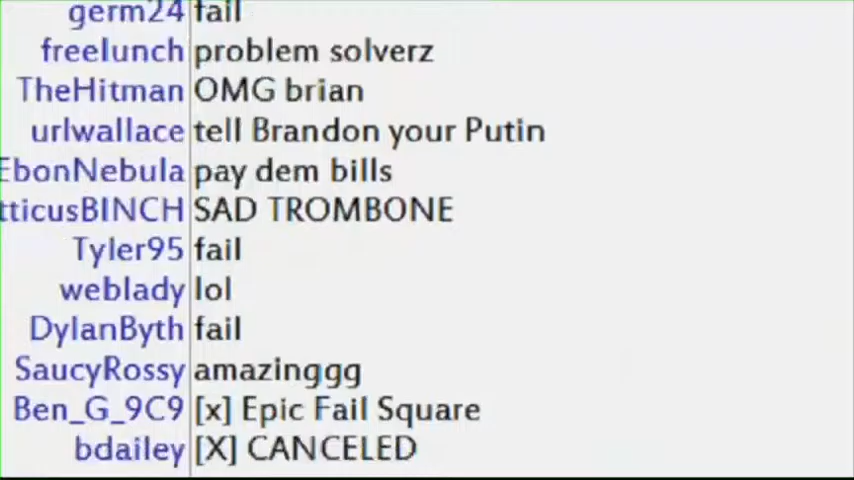 germ24 fail
freelunch problem solverz
TheHitman OMG brian
urlwallace tell Brandon your Putin
EbonNebula pay dem bills
tticusBINCH SAD TROMBONE
Tyler95 fail
weblady lol
DylanByth fail
SaucyRossy amazinggg
Ben_G_9C9 [x] Epic Fail Square
bdailey [X] CANCELED